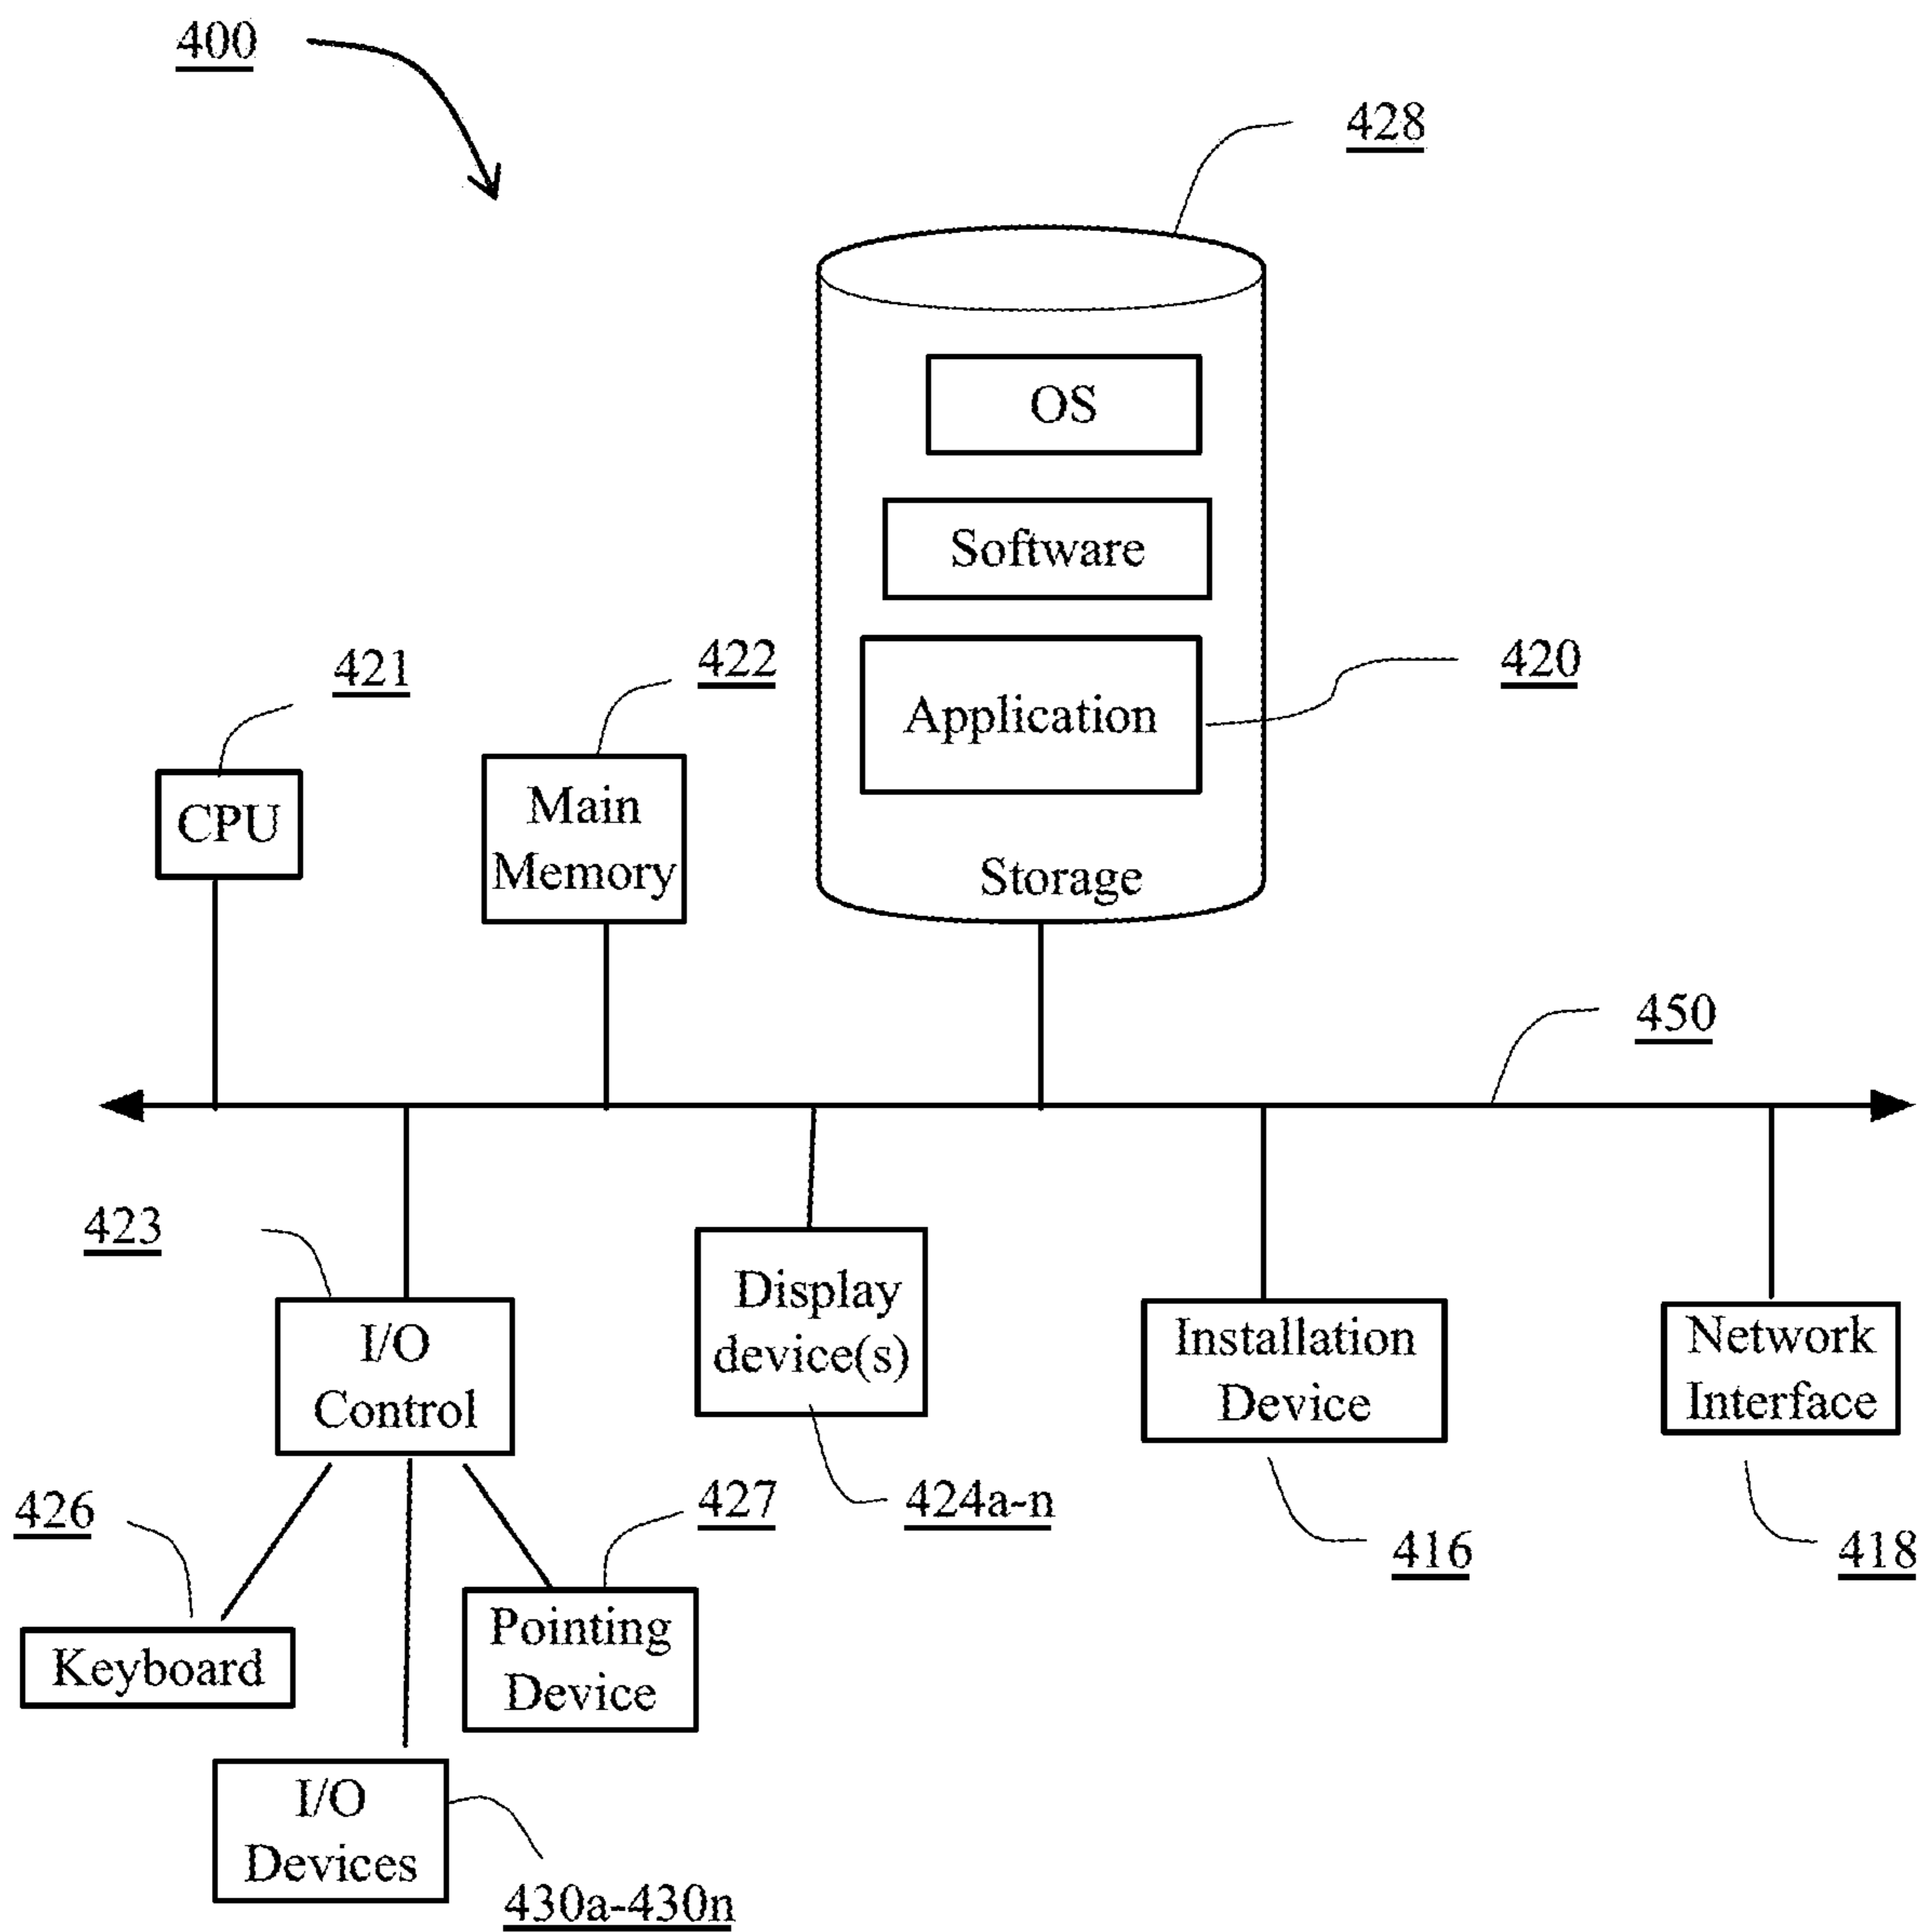 400
428
OS
Software
421
422
420
Application
CPU
Main
Memory
Storage
450
423
Display
device(s)
I/O
Control
Installation
Device
Network
Interface
426
427
424a-n
416
418
Keyboard
Pointing
Device
I/O
Devices
430a-430n